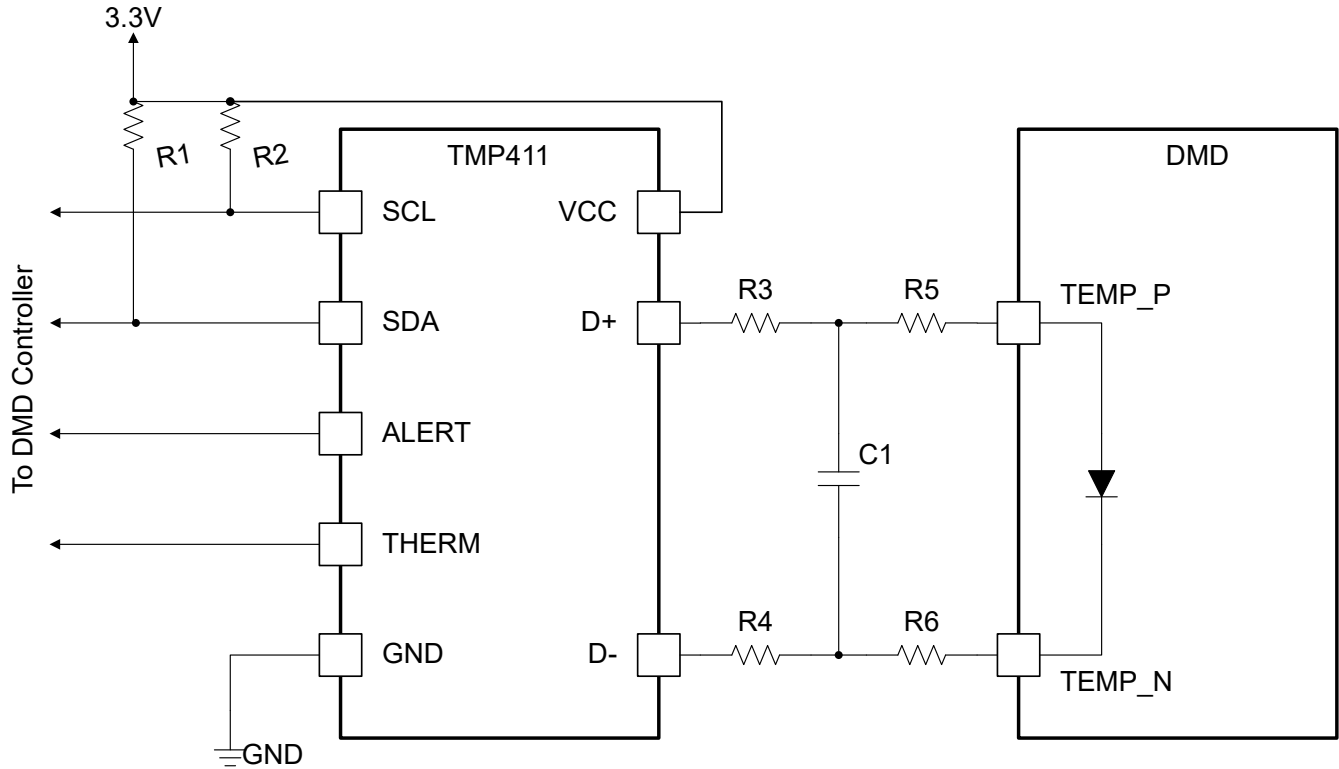 3.3V
R1
R2
TMP411
DMD
SCL
VCC
SDA
D+
R3
R5
TEMP_P
To DMD Controller
ALERT
C1
THERM
GND
D-
R4
R6
TEMP_N
GND